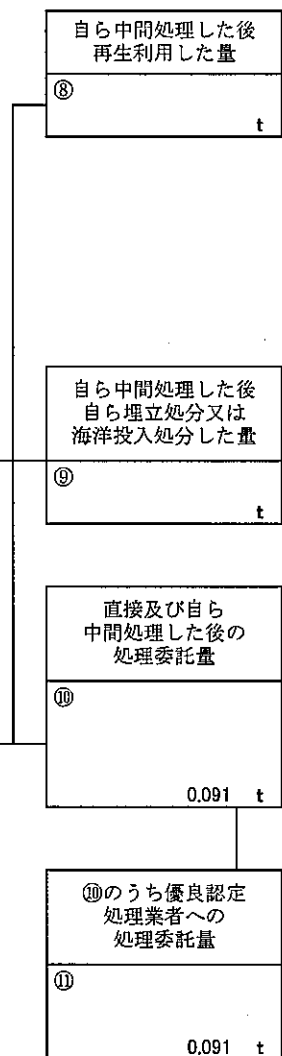 自ら中間処理した後
再生利用した量
⑧
t
自ら中間処理した後
自ら埋立処分又は
海洋投入処分した量
⑨
t
直接及び自ら
中間処理した後の
処理委託量
⑩
0.091 t
⑩のうち優良認定
処理業者への
処理委託量
⑪
0.091 t